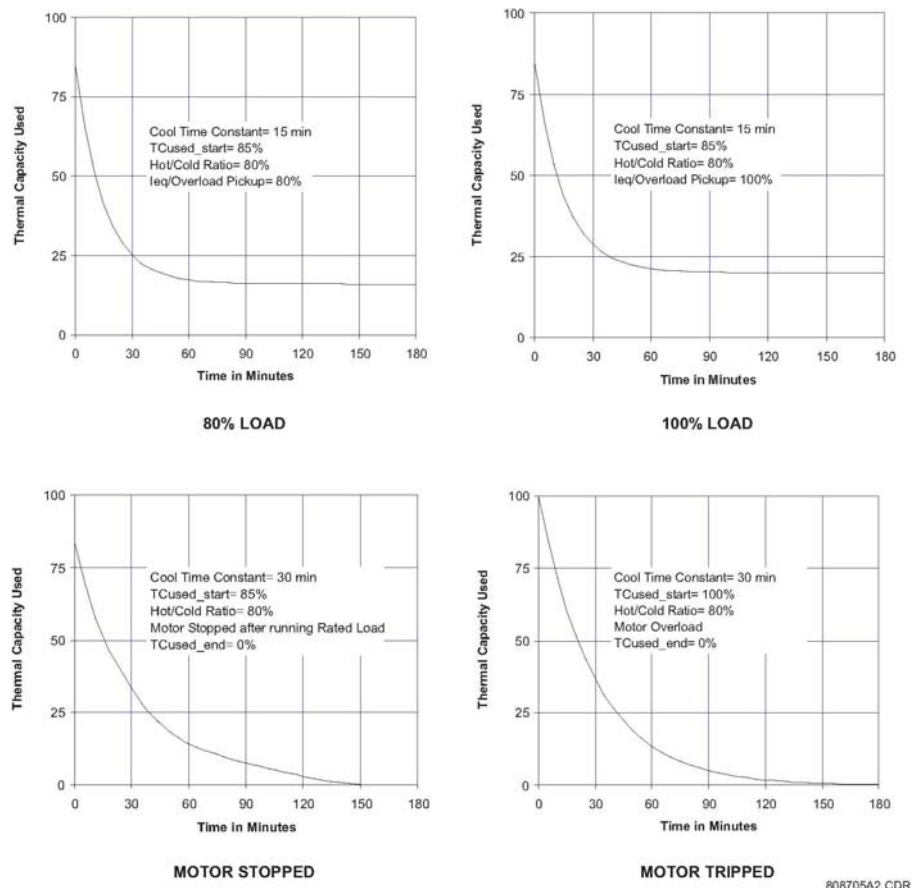 100
75
50
25
0
Thermal Capacity Used
Cool Time Constant= 15 min
TCused_start= 85%
Hot/Cold Ratio= 80%
Ieq/Overload Pickup= 80%
0 30 60 90 120 150 180
Time in Minutes
80% LOAD
100
75
50
25
0
Thermal Capacity Used
Cool Time Constant= 15 min
TCused_start= 85%
Hot/Cold Ratio= 80%
Ieq/Overload Pickup= 100%
0 30 60 90 120 150 180
Time in Minutes
100% LOAD
100
75
50
25
0
Thermal Capacity Used
Cool Time Constant= 30 min
TCused_start= 85%
Hot/Cold Ratio= 80%
Motor Stopped after running Rated Load
TCused_end= 0%
0 30 60 90 120 150 180
Time in Minutes
MOTOR STOPPED
100
75
50
25
0
Thermal Capacity Used
Cool Time Constant= 30 min
TCused_start= 100%
Hot/Cold Ratio= 80%
Motor Overload
TCused_end= 0%
0 30 60 90 120 150 180
Time in Minutes
MOTOR TRIPPED
808705A2.CDR